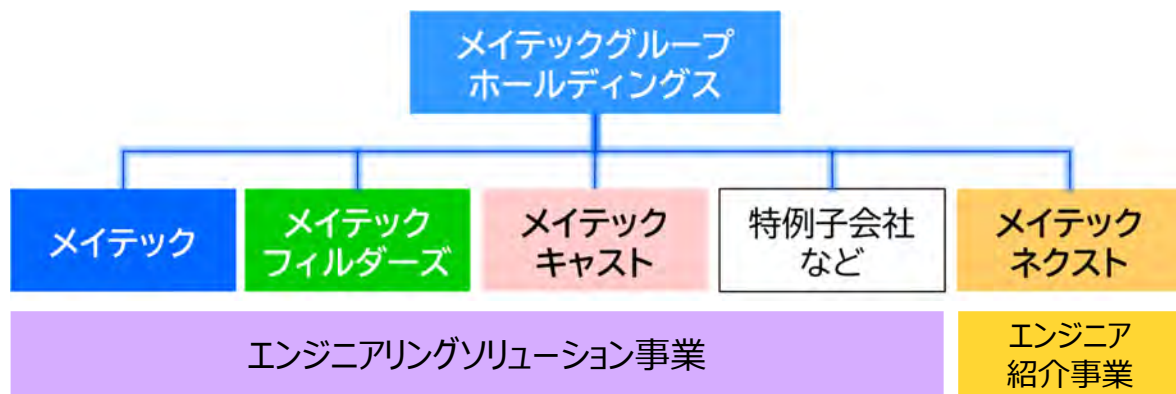 メイテックグループ
ホールディングス
メイテック
メイテック
フィルダーズ
メイテック
キャスト
特例子会社
など
メイテック
ネクスト
エンジニアリングソリューション事業
エンジニア
紹介事業